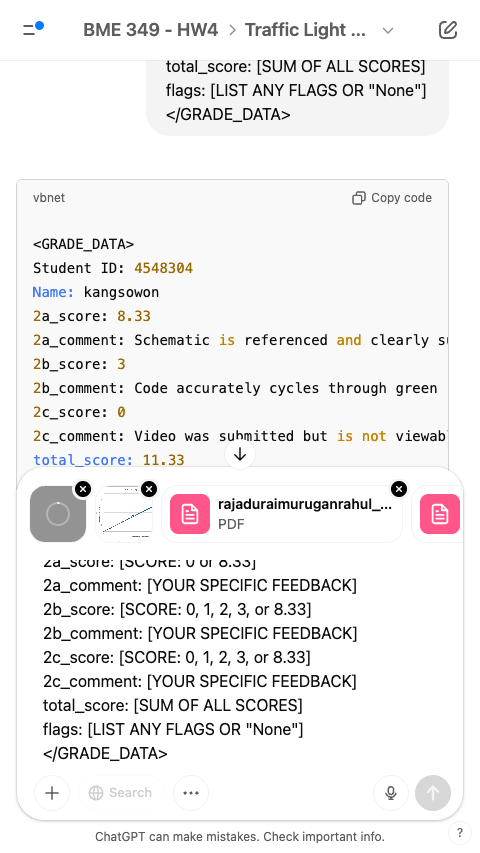 BME 349 - HW4 > Traffic Light ...
total_score: [SUM OF ALL SCORES]
flags: [LIST ANY FLAGS OR "None"]
</GRADE_DATA>
vbnet
Copy code
<GRADE_DATA>
Student ID: 4548304
Name: kangsowon
2a_score: 8.33
2a_comment: Schematic is referenced and clearly
2b_score: 3
2b_comment: Code accurately cycles through green
2c_score: 0
2c_comment: Video was submitted but is not
total_score: 11.33
rajaduraimuruganrahul_...
PDF
2a_score: [SCORE: 0 or 8.33]
2a_comment: [YOUR SPECIFIC FEEDBACK]
2b_score: [SCORE: 0, 1, 2, 3, or 8.33]
2b_comment: [YOUR SPECIFIC FEEDBACK]
2c_score: [SCORE: 0, 1, 2, 3, or 8.33]
2c_comment: [YOUR SPECIFIC FEEDBACK]
total_score: [SUM OF ALL SCORES]
flags: [LIST ANY FLAGS OR "None"]
</GRADE_DATA>
Search
ChatGPT can make mistakes. Check important info.
?